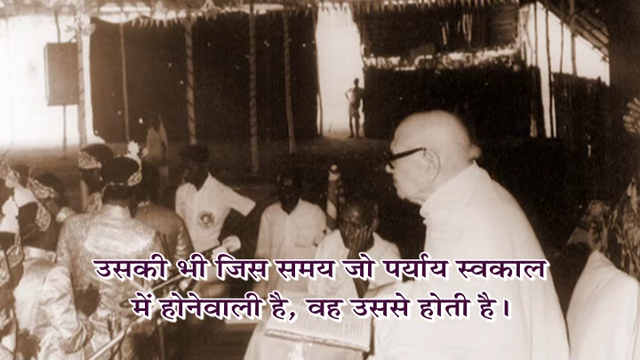 उसकी भी जिस समय जो पर्याय स्वकाल
में होनेवाली है, वह उससे होती है।